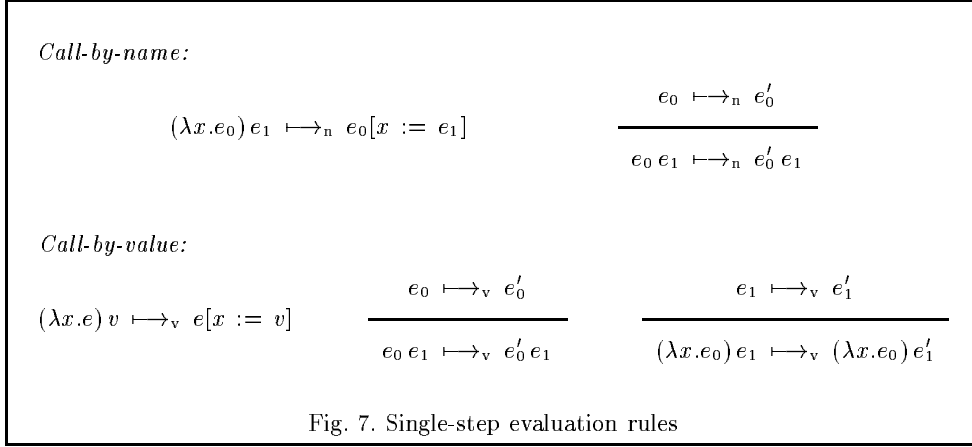 Call-by-name:
e₀ ⟼ₙ e₀′
(λx.e₀) e₁ ⟼ₙ e₀[x := e₁]
e₀ e₁ ⟼ₙ e₀′ e₁
Call-by-value:
e₀ ⟼ᵥ e₀′
e₁ ⟼ᵥ e₁′
(λx.e) v ⟼ᵥ e[x := v]
e₀ e₁ ⟼ᵥ e₀′ e₁
(λx.e₀) e₁ ⟼ᵥ (λx.e₀) e₁′
Fig. 7. Single-step evaluation rules